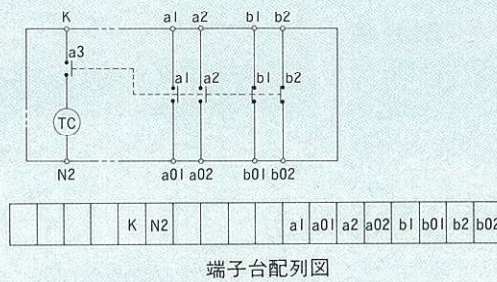 K a1 a2 b1 b2
a3
a1 a2 b1 b2
TC
N2 a01 a02 b01 b02
K N2 a1 a01 a2 a02 b1 b01 b2 b02
端子台配列図